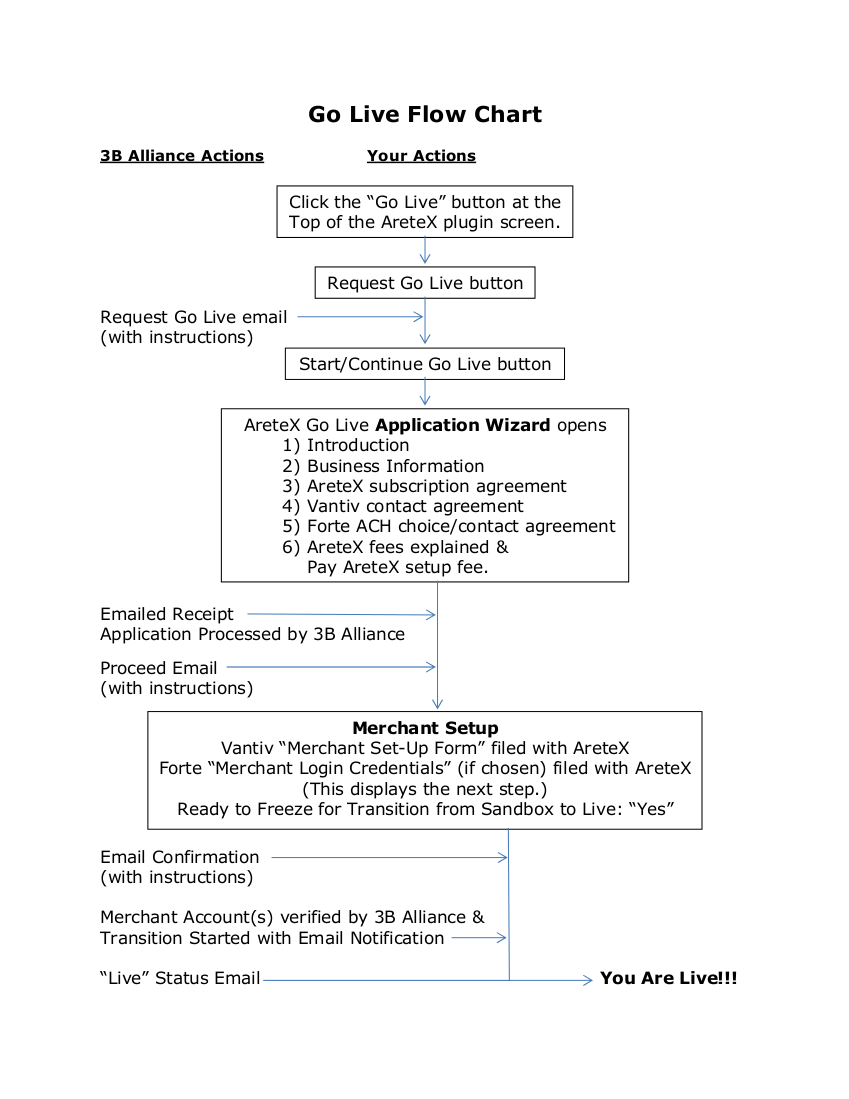 Go Live Flow Chart
3B Alliance Actions
Your Actions
Click the “Go Live” button at the
Top of the AreteX plugin screen.
Request Go Live button
Request Go Live email
(with instructions)
Start/Continue Go Live button
AreteX Go Live Application Wizard opens
1) Introduction
2) Business Information
3) AreteX subscription agreement
4) Vantiv contact agreement
5) Forte ACH choice/contact agreement
6) AreteX fees explained &
Pay AreteX setup fee.
Emailed Receipt
Application Processed by 3B Alliance
Proceed Email
(with instructions)
Merchant Setup
Vantiv “Merchant Set-Up Form” filed with AreteX
Forte “Merchant Login Credentials” (if chosen) filed with AreteX
(This displays the next step.)
Ready to Freeze for Transition from Sandbox to Live: “Yes”
Email Confirmation
(with instructions)
Merchant Account(s) verified by 3B Alliance &
Transition Started with Email Notification
“Live” Status Email
You Are Live!!!